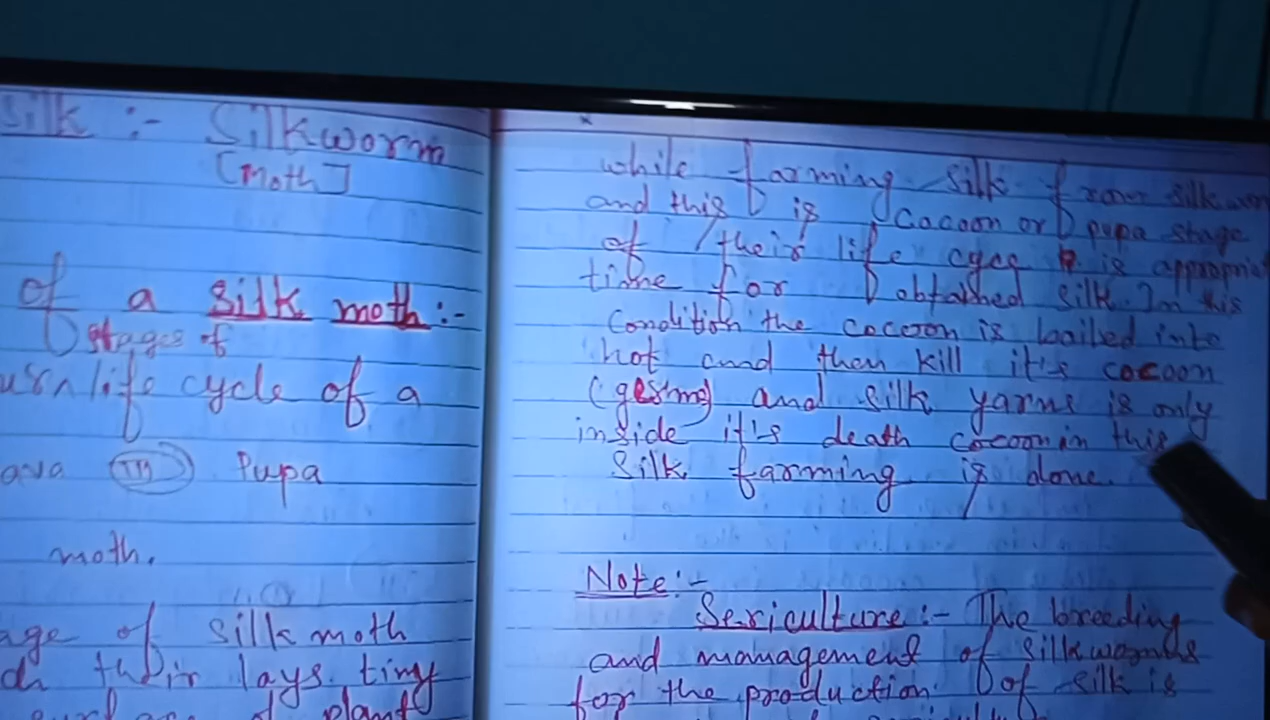 Silk :- Silkworm
[Moth]
of a silk moth :-
stages of
life cycle of a
Pupa
moth.
of silk moth
their lays tiny
of plant
while farming silk from silkworm
and this is cocoon or pupa stage
of their life cycle is appropriate
time for obtained silk. In this
Condition the cocoon is boiled into
hot and then kill it's cocoon
and silk yarns is only
inside it's death cocoon in this
Silk farming is done.
Note :-
Sericulture :- The breeding
and management of silkworms
for the production of silk is